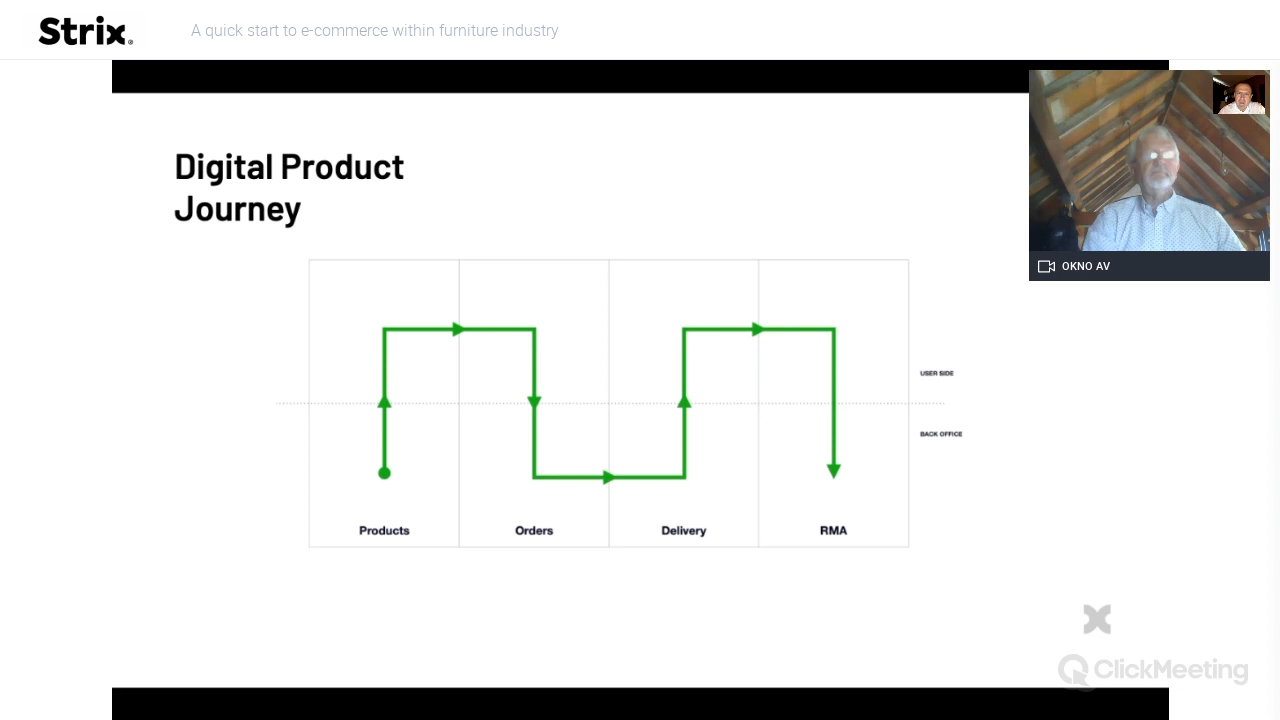 Strix®
A quick start to e-commerce within furniture industry
Digital Product
Journey
OKNO AV
USER SIDE
BACK OFFICE
Products
Orders
Delivery
RMA
ClickMeeting